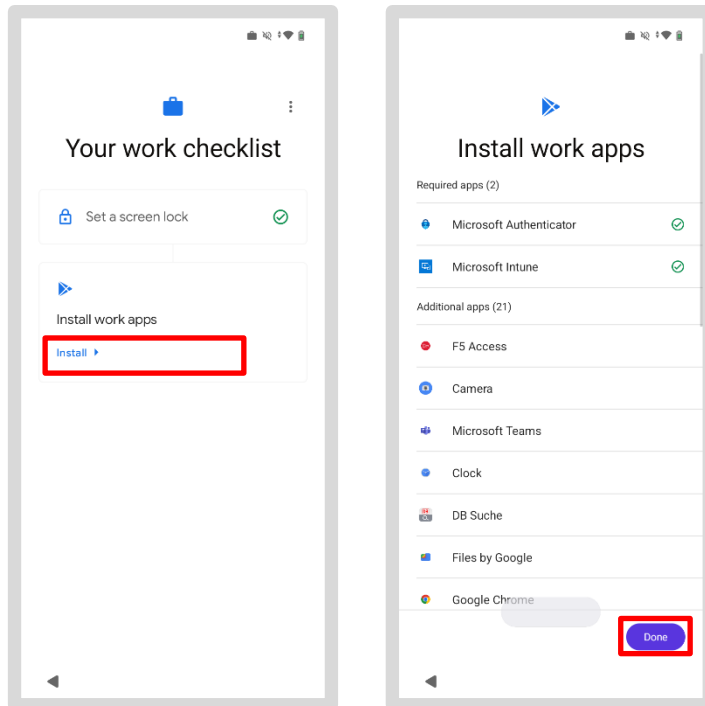 Your work checklist
Set a screen lock
Install work apps
Install
Install work apps
Required apps (2)
Microsoft Authenticator
Microsoft Intune
Additional apps (21)
F5 Access
Camera
Microsoft Teams
Clock
DB Suche
Files by Google
Google Chrome
Done